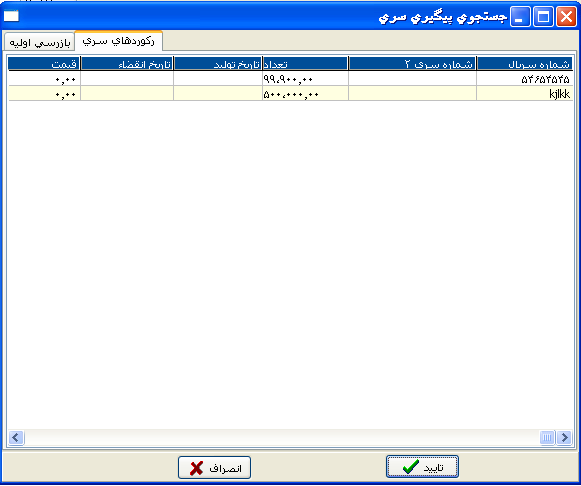 جستجوي پيگيري سري
رکوردهاي سري
بازرسي اوليه
شماره سريال شماره سري ۲ تعداد تاريخ توليد تاريخ انقضاء قيمت
۵۴۶۵۴۵۴۵ ۹۹،۹۰۰,۰۰ ۰,۰۰
kjlkk ۵۰۰،۰۰۰,۰۰ ۰,۰۰
تاييد
انصراف